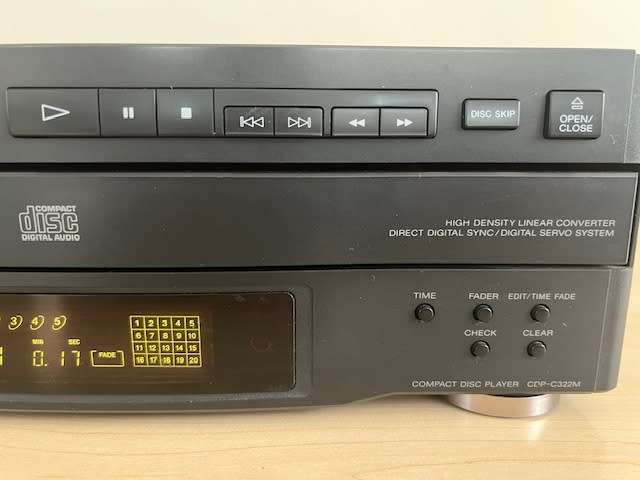 DISC SKIP
OPEN/
CLOSE
COMPACT
disc
DIGITAL AUDIO
HIGH DENSITY LINEAR CONVERTER
DIRECT DIGITAL SYNC/DIGITAL SERVO SYSTEM
3 4 5
MIN SEC
0.17 FADE
1 2 3 4 5
6 7 8 9 10
11 12 13 14 15
16 17 18 19 20
TIME FADER EDIT/TIME FADE
CHECK CLEAR
COMPACT DISC PLAYER CDP-C322M